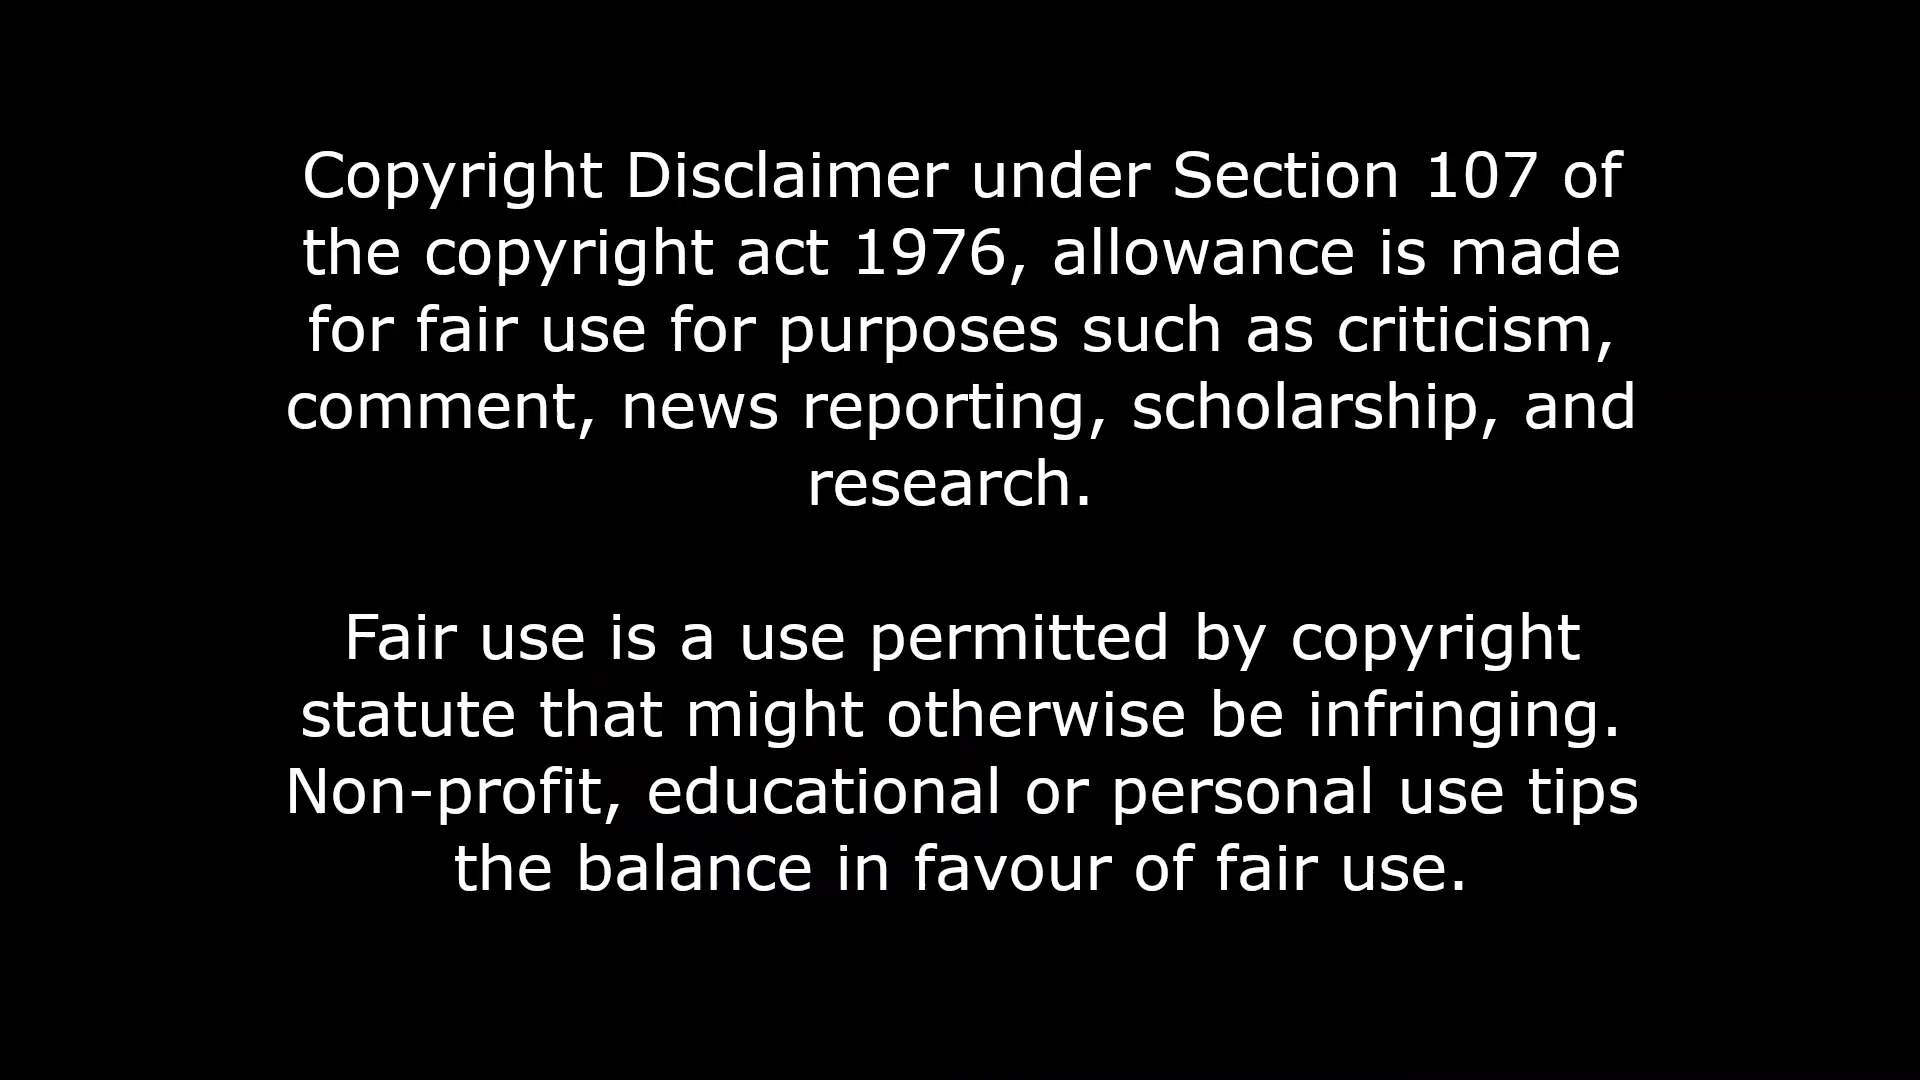 Copyright Disclaimer under Section 107 of
the copyright act 1976, allowance is made
for fair use for purposes such as criticism,
comment, news reporting, scholarship, and
research.
Fair use is a use permitted by copyright
statute that might otherwise be infringing.
Non-profit, educational or personal use tips
the balance in favour of fair use.